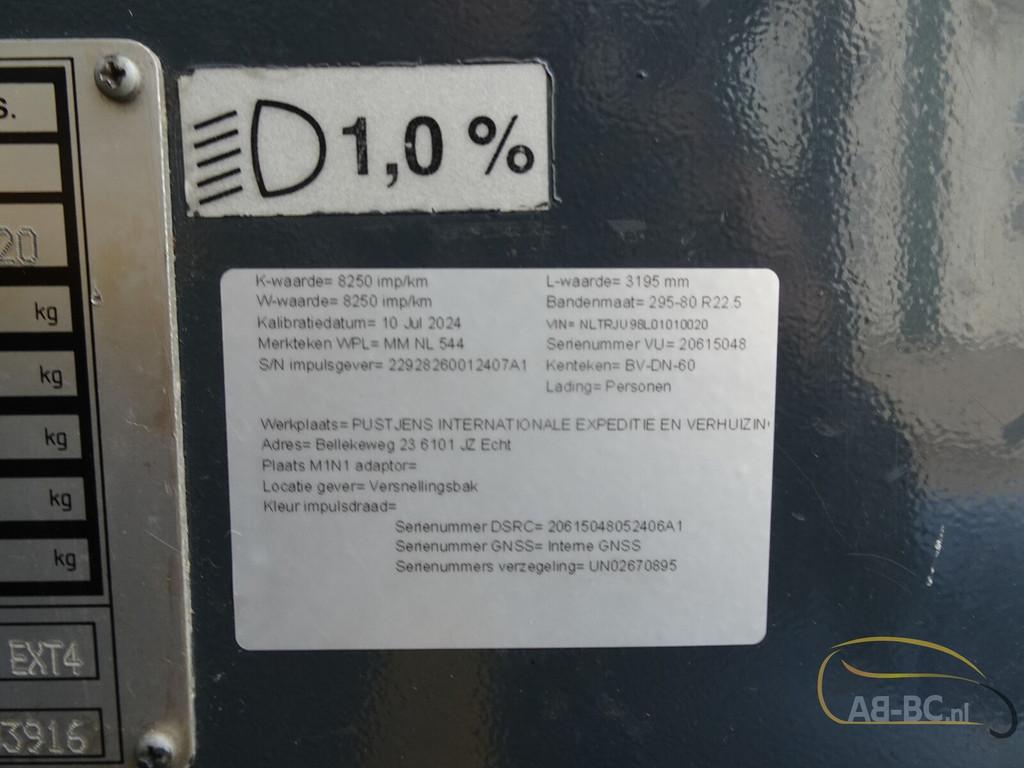 S.
20
kg
kg
kg
kg
kg
EXT4
3916
1,0 %
K-waarde= 8250 imp/km
W-waarde= 8250 imp/km
Kalibratiedatum= 10 Jul 2024
Merkteken WPL= MM NL 544
S/N impulsgever= 22928260012407A1
L-waarde= 3195 mm
Bandenmaat= 295-80 R22.5
VIN= NLTRJU98L01010020
Serienummer VU= 20615048
Kenteken= BV-DN-60
Lading= Personen
Werkplaats= PUSTJENS INTERNATIONALE EXPEDITIE EN VERHUIZIN
Adres= Bellekeweg 23 6101 JZ Echt
Plaats M1N1 adaptor=
Locatie gever= Versnellingsbak
Kleur impulsdraad=
Serienummer DSRC= 20615048052406A1
Serienummer GNSS= Interne GNSS
Serienummers verzegeling= UN02670895
AB-BC.nl